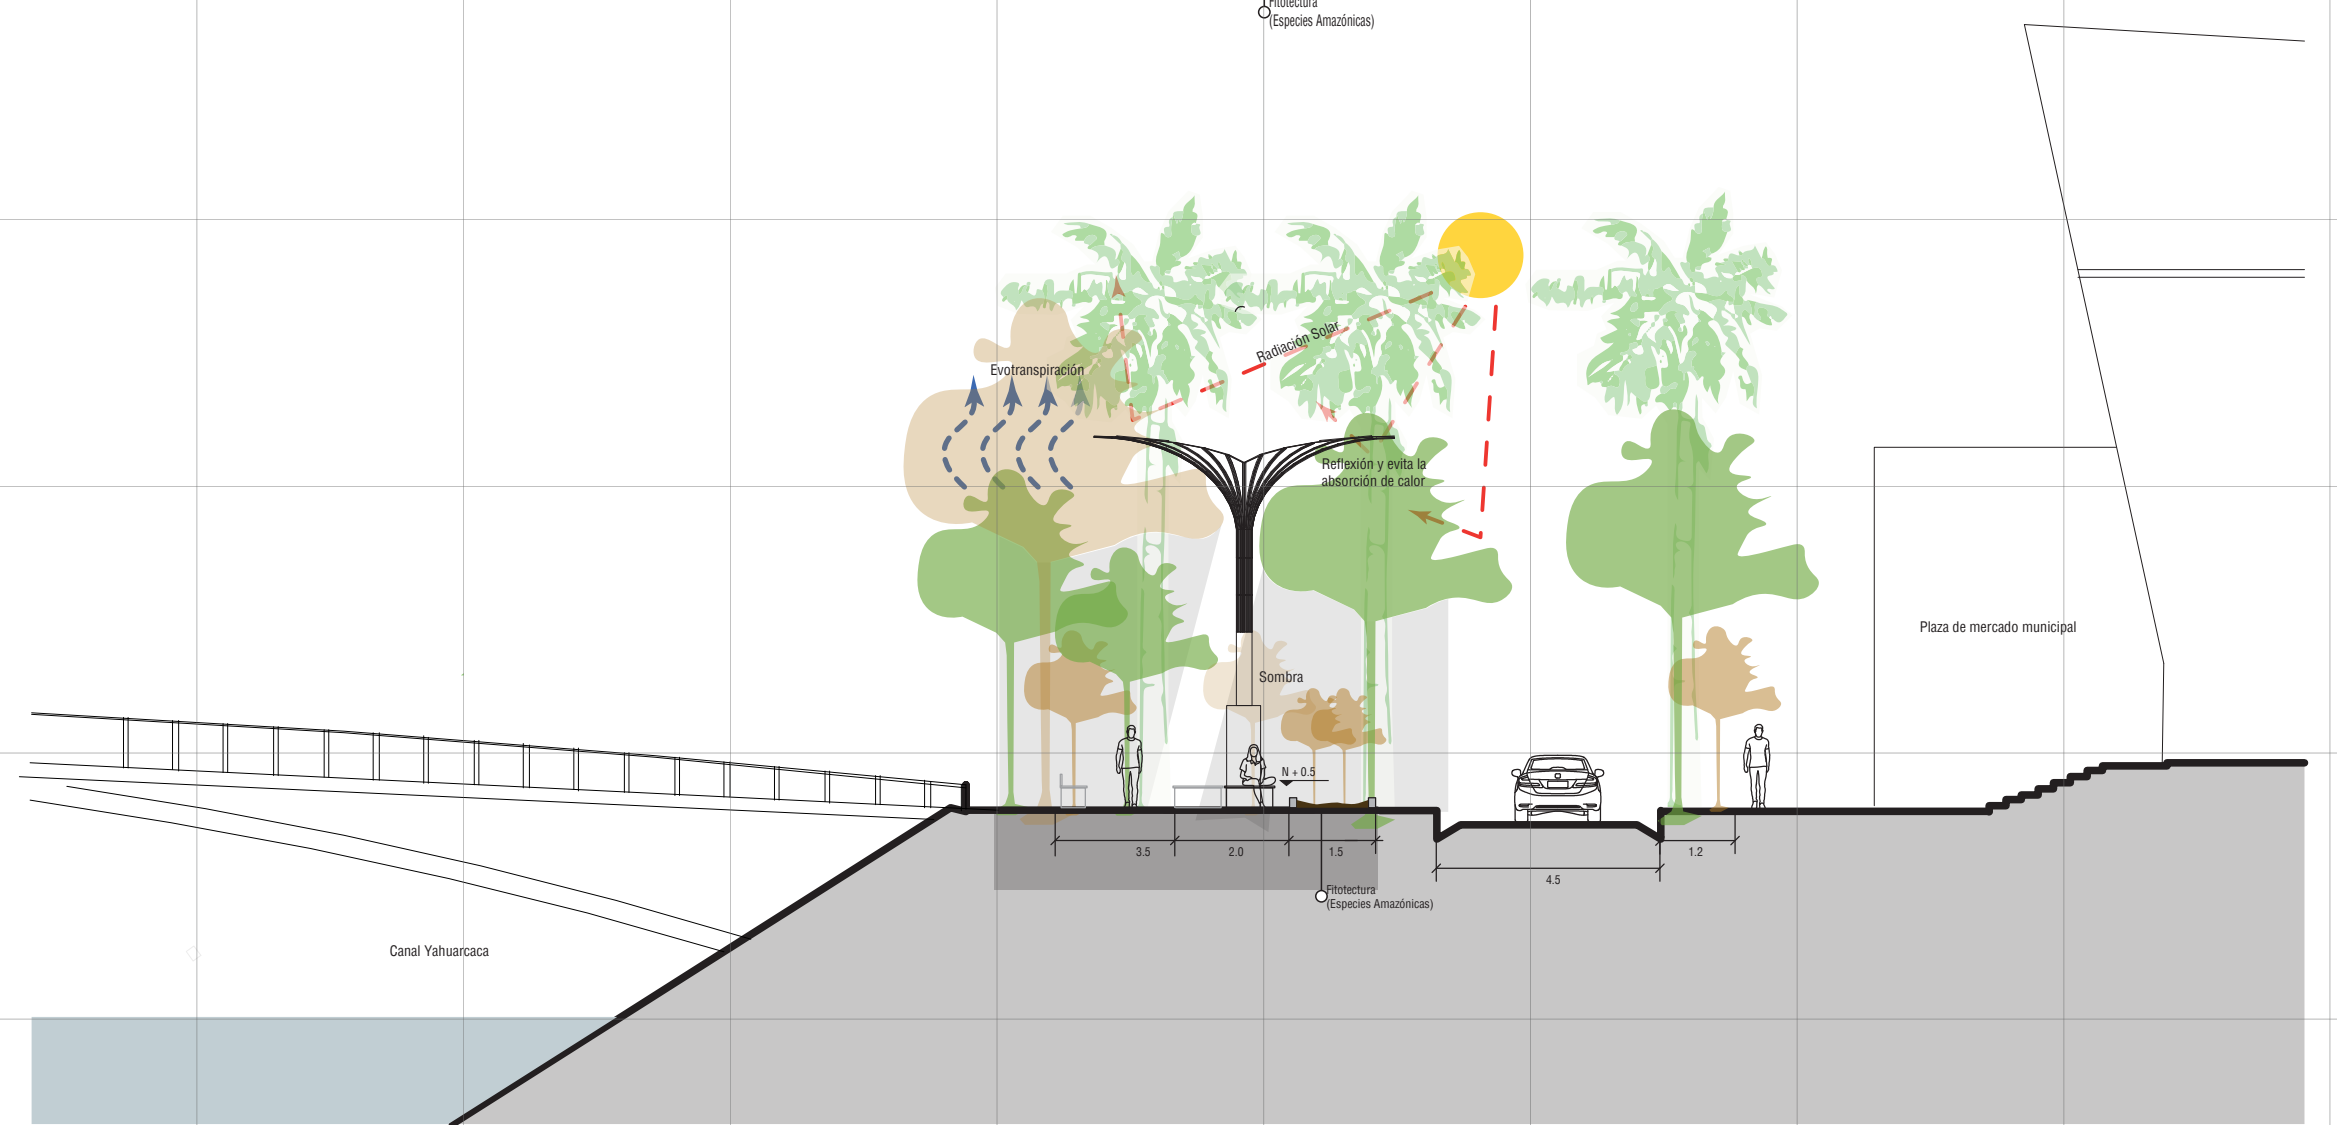 Fitotectura
(Especies Amazónicas)
Radiación Solar
Evotranspiración
Reflexión y evita la
absorción de calor
Plaza de mercado municipal
Sombra
N + 0.5
3.5
2.0
1.5
1.2
4.5
Fitotectura
(Especies Amazónicas)
Canal Yahuarcaca